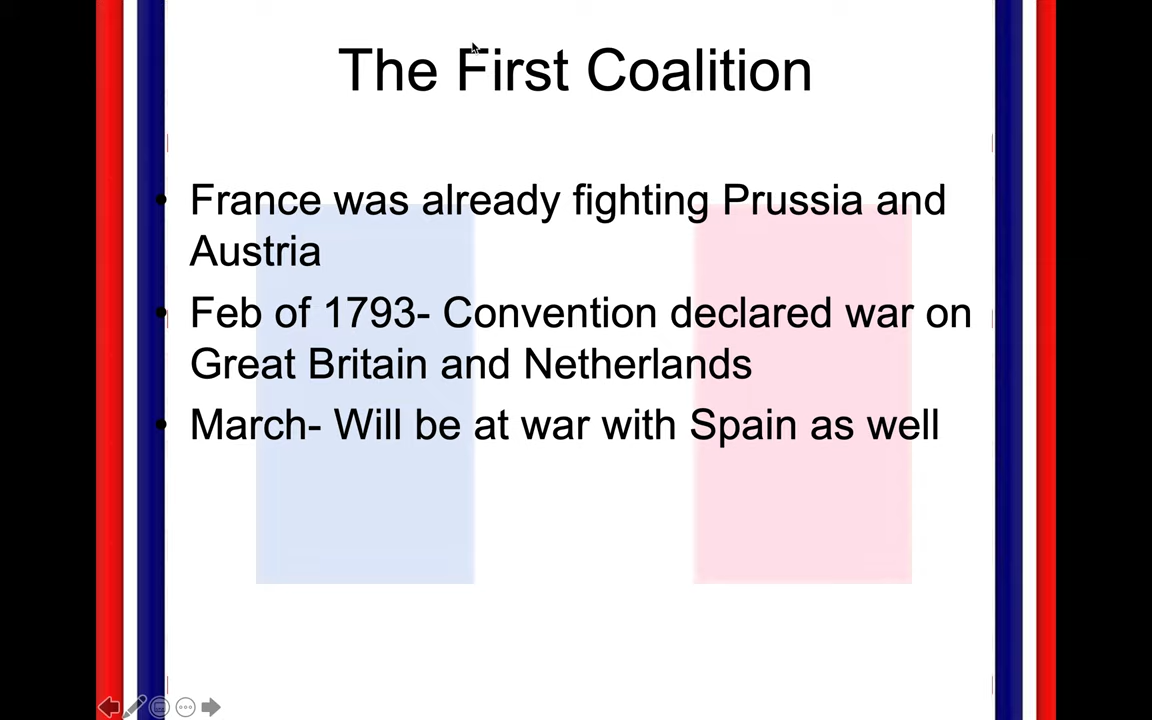 The First Coalition
• France was already fighting Prussia and
Austria
• Feb of 1793- Convention declared war on
Great Britain and Netherlands
• March- Will be at war with Spain as well